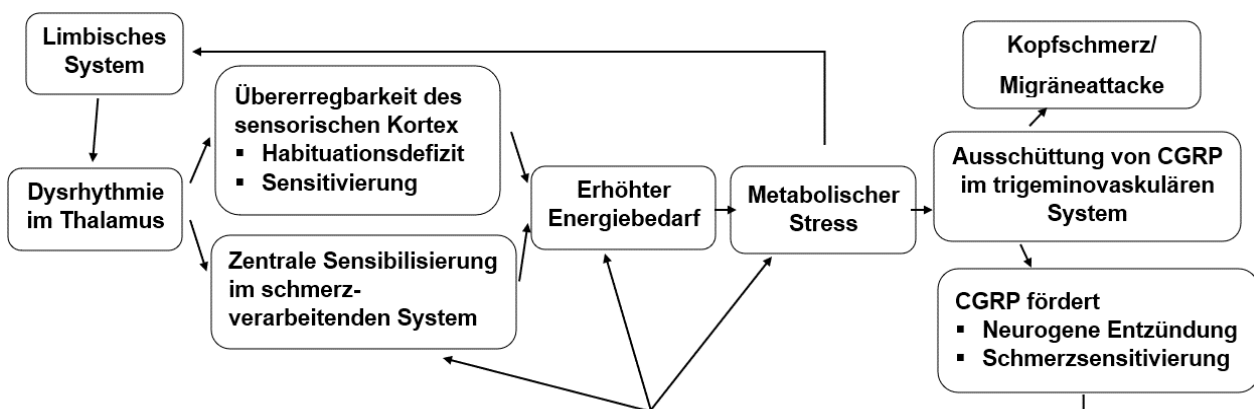 Limbisches
System
Dysrhythmie
im Thalamus
Übererregbarkeit des
sensorischen Kortex
▪ Habituationsdefizit
▪ Sensitivierung
Zentrale Sensibilisierung
im schmerz-
verarbeitenden System
Erhöhter
Energiebedarf
Metabolischer
Stress
Kopfschmerz/
Migräneattacke
Ausschüttung von CGRP
im trigeminovaskulären
System
CGRP fördert
▪ Neurogene Entzündung
▪ Schmerzsensitivierung